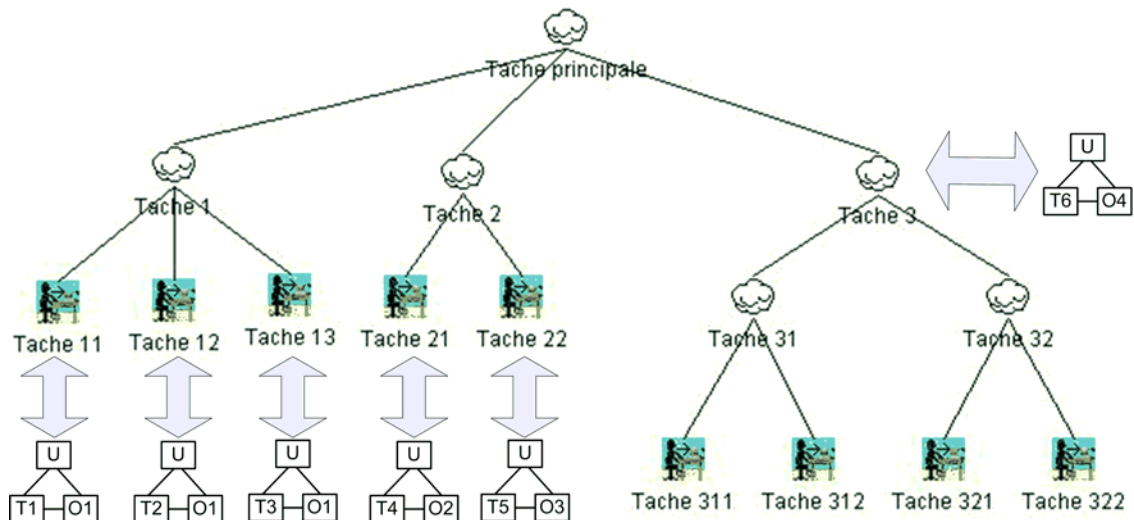 Tache principale
U
T6
O4
Tache 1
Tache 2
Tache 3
Tache 11
Tache 12
Tache 13
Tache 21
Tache 22
Tache 31
Tache 32
U
U
U
U
U
T1
O1
T2
O1
T3
O1
T4
O2
T5
O3
Tache 311
Tache 312
Tache 321
Tache 322